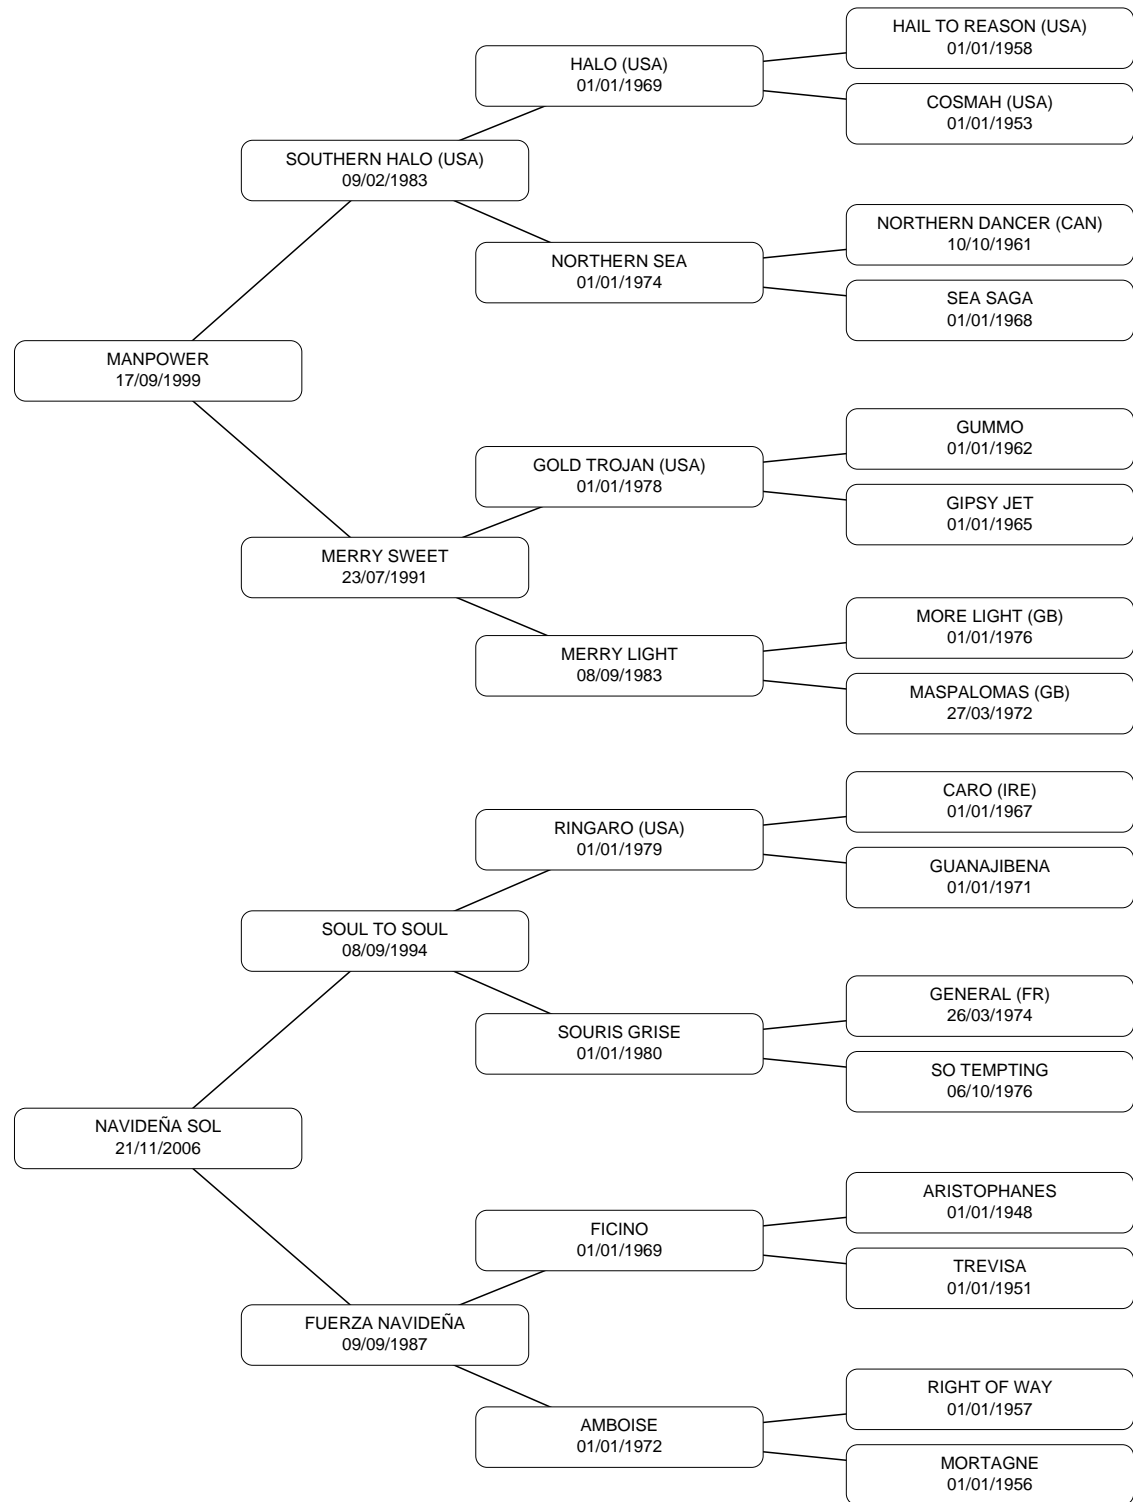 HAIL TO REASON (USA)
01/01/1958
HALO (USA)
01/01/1969
COSMAH (USA)
01/01/1953
SOUTHERN HALO (USA)
09/02/1983
NORTHERN DANCER (CAN)
10/10/1961
NORTHERN SEA
01/01/1974
SEA SAGA
01/01/1968
MANPOWER
17/09/1999
GUMMO
01/01/1962
GOLD TROJAN (USA)
01/01/1978
GIPSY JET
01/01/1965
MERRY SWEET
23/07/1991
MORE LIGHT (GB)
01/01/1976
MERRY LIGHT
08/09/1983
MASPALOMAS (GB)
27/03/1972
CARO (IRE)
01/01/1967
RINGARO (USA)
01/01/1979
GUANAJIBENA
01/01/1971
SOUL TO SOUL
08/09/1994
GENERAL (FR)
26/03/1974
SOURIS GRISE
01/01/1980
SO TEMPTING
06/10/1976
NAVIDEÑA SOL
21/11/2006
ARISTOPHANES
01/01/1948
FICINO
01/01/1969
TREVISA
01/01/1951
FUERZA NAVIDEÑA
09/09/1987
RIGHT OF WAY
01/01/1957
AMBOISE
01/01/1972
MORTAGNE
01/01/1956